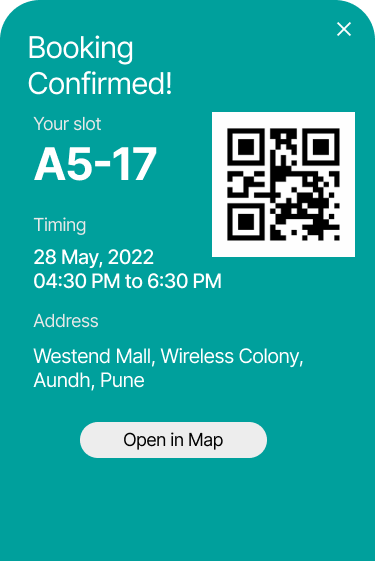 Booking
Confirmed!
Your slot
A5-17
Timing
28 May, 2022
04:30 PM to 6:30 PM
Address
Westend Mall, Wireless Colony,
Aundh, Pune
Open in Map